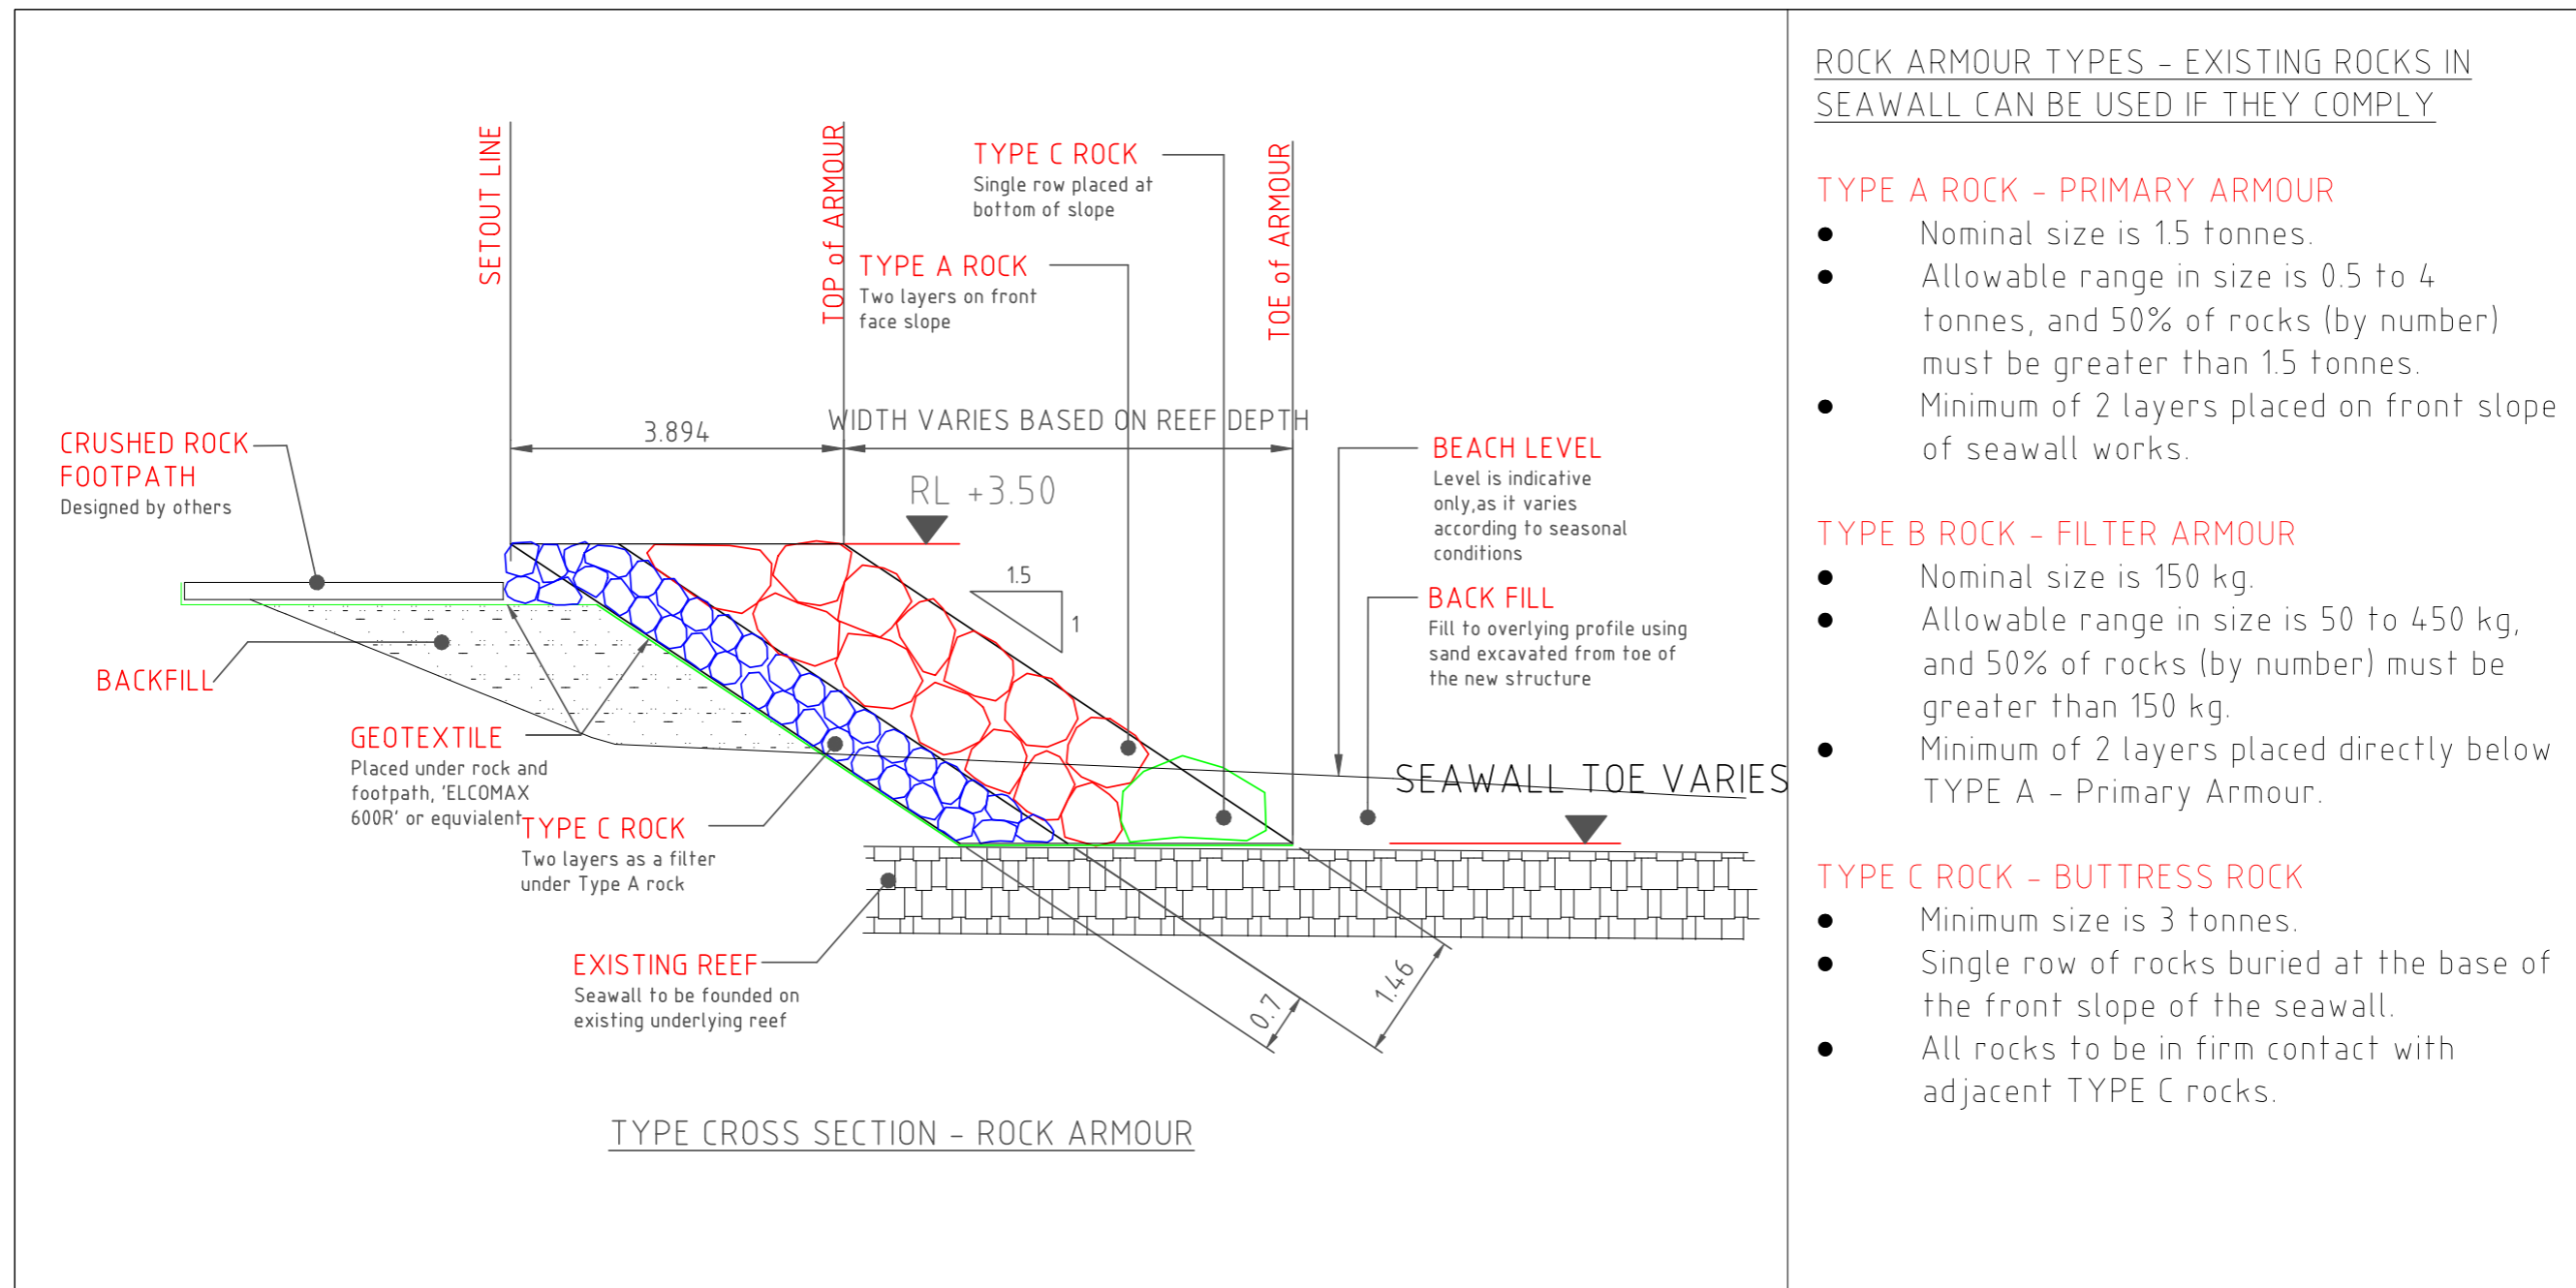 SETOUT LINE
TOP of ARMOUR
TOE of ARMOUR
TYPE C ROCK
Single row placed at
bottom of slope
TYPE A ROCK
Two layers on front
face slope
3.894
WIDTH VARIES BASED ON REEF DEPTH
RL +3.50
1.5
1
CRUSHED ROCK
FOOTPATH
Designed by others
BACKFILL
GEOTEXTILE
Placed under rock and
footpath, 'ELCOMAX
600R' or equvialent
TYPE C ROCK
Two layers as a filter
under Type A rock
EXISTING REEF
Seawall to be founded on
existing underlying reef
BEACH LEVEL
Level is indicative
only,as it varies
according to seasonal
conditions
BACK FILL
Fill to overlying profile using
sand excavated from toe of
the new structure
SEAWALL TOE VARIES
0.7
1.46
TYPE CROSS SECTION - ROCK ARMOUR
ROCK ARMOUR TYPES - EXISTING ROCKS IN
SEAWALL CAN BE USED IF THEY COMPLY
TYPE A ROCK - PRIMARY ARMOUR
● Nominal size is 1.5 tonnes.
● Allowable range in size is 0.5 to 4
tonnes, and 50% of rocks (by number)
must be greater than 1.5 tonnes.
● Minimum of 2 layers placed on front slope
of seawall works.
TYPE B ROCK - FILTER ARMOUR
● Nominal size is 150 kg.
● Allowable range in size is 50 to 450 kg,
and 50% of rocks (by number) must be
greater than 150 kg.
● Minimum of 2 layers placed directly below
TYPE A - Primary Armour.
TYPE C ROCK - BUTTRESS ROCK
● Minimum size is 3 tonnes.
● Single row of rocks buried at the base of
the front slope of the seawall.
● All rocks to be in firm contact with
adjacent TYPE C rocks.